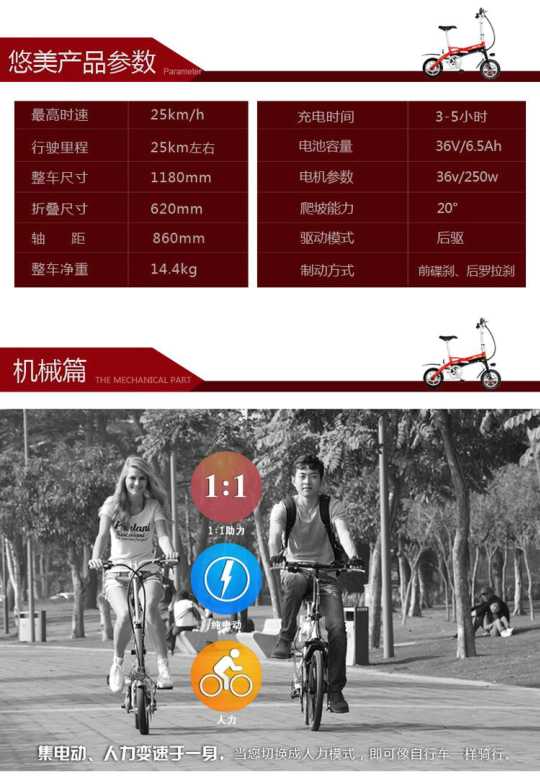 悠美产品参数 Parameter
最高时速 25km/h
行驶里程 25km左右
整车尺寸 1180mm
折叠尺寸 620mm
轴 距 860mm
整车净重 14.4kg
充电时间 3-5小时
电池容量 36V/6.5Ah
电机参数 36v/250w
爬坡能力 20°
驱动模式 后驱
制动方式 前碟刹、后罗拉刹
机械篇 THE MECHANICAL PART
1:1
1:1助力
纯电动
人力
集电动、人力变速于一身，当您切换成人力模式，即可像自行车一样骑行。